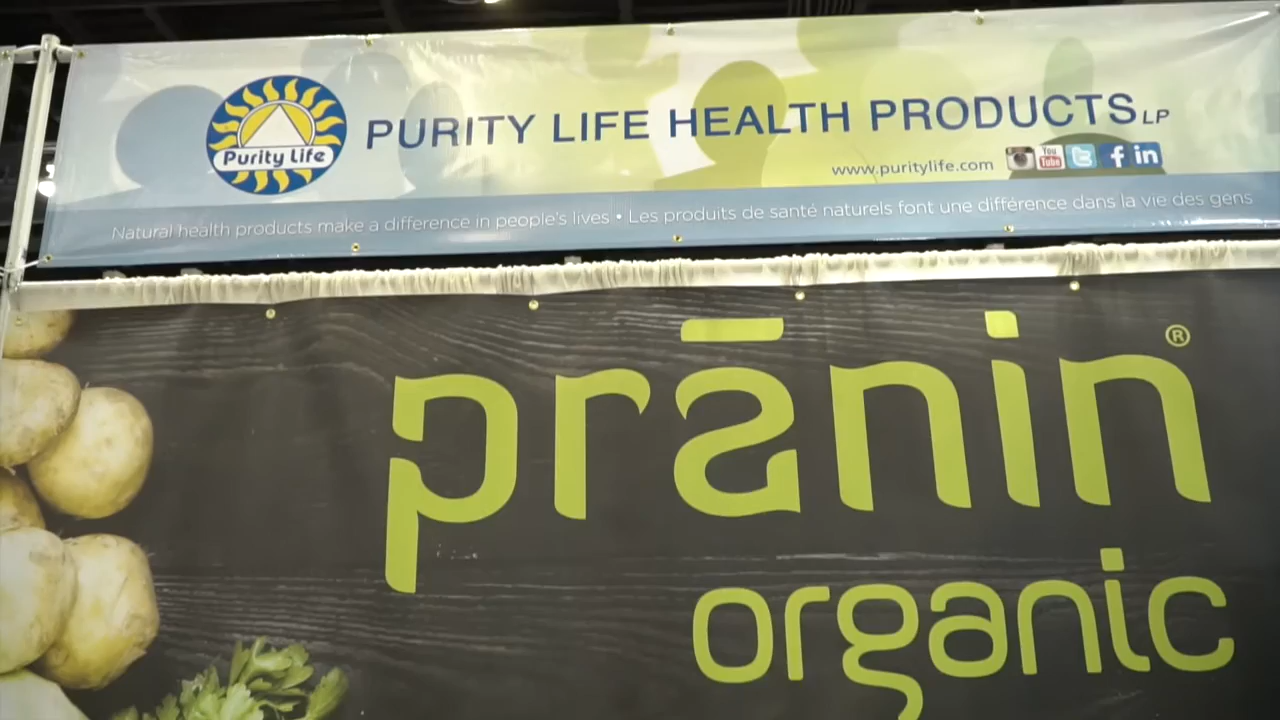 Purity Life
PURITY LIFE HEALTH PRODUCTS LP
www.puritylife.com
You Tube
t f in
Natural health products make a difference in people's lives • Les produits de santé naturels font une différence dans la vie des gens
prānin®
organic